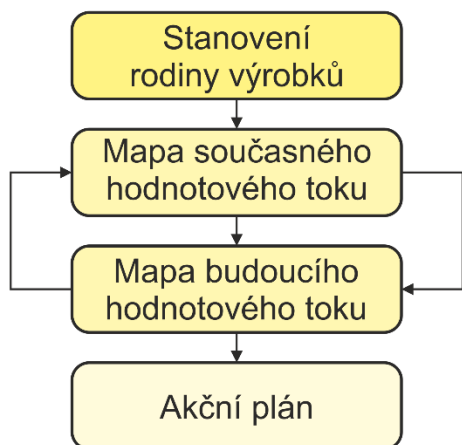 Stanovení
rodiny výrobků
Mapa současného
hodnotového toku
Mapa budoucího
hodnotového toku
Akční plán